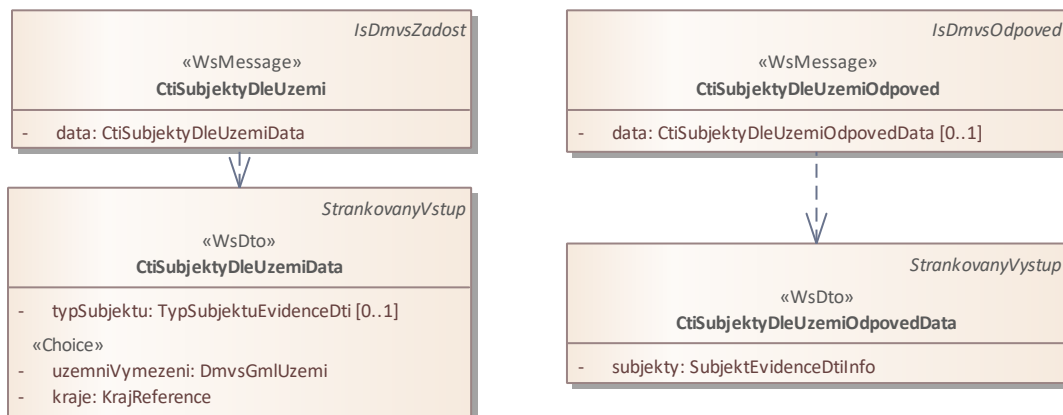 IsDmvsZadost
«WsMessage»
CtiSubjektyDleUzemi
- data: CtiSubjektyDleUzemiData
StrankovanyVstup
«WsDto»
CtiSubjektyDleUzemiData
- typSubjektu: TypSubjektuEvidenceDti [0..1]
«Choice»
- uzemniVymezeni: DmvsGmlUzemi
- kraje: KrajReference
IsDmvsOdpoved
«WsMessage»
CtiSubjektyDleUzemiOdpoved
- data: CtiSubjektyDleUzemiOdpovedData [0..1]
StrankovanyVystup
«WsDto»
CtiSubjektyDleUzemiOdpovedData
- subjekty: SubjektEvidenceDtiInfo